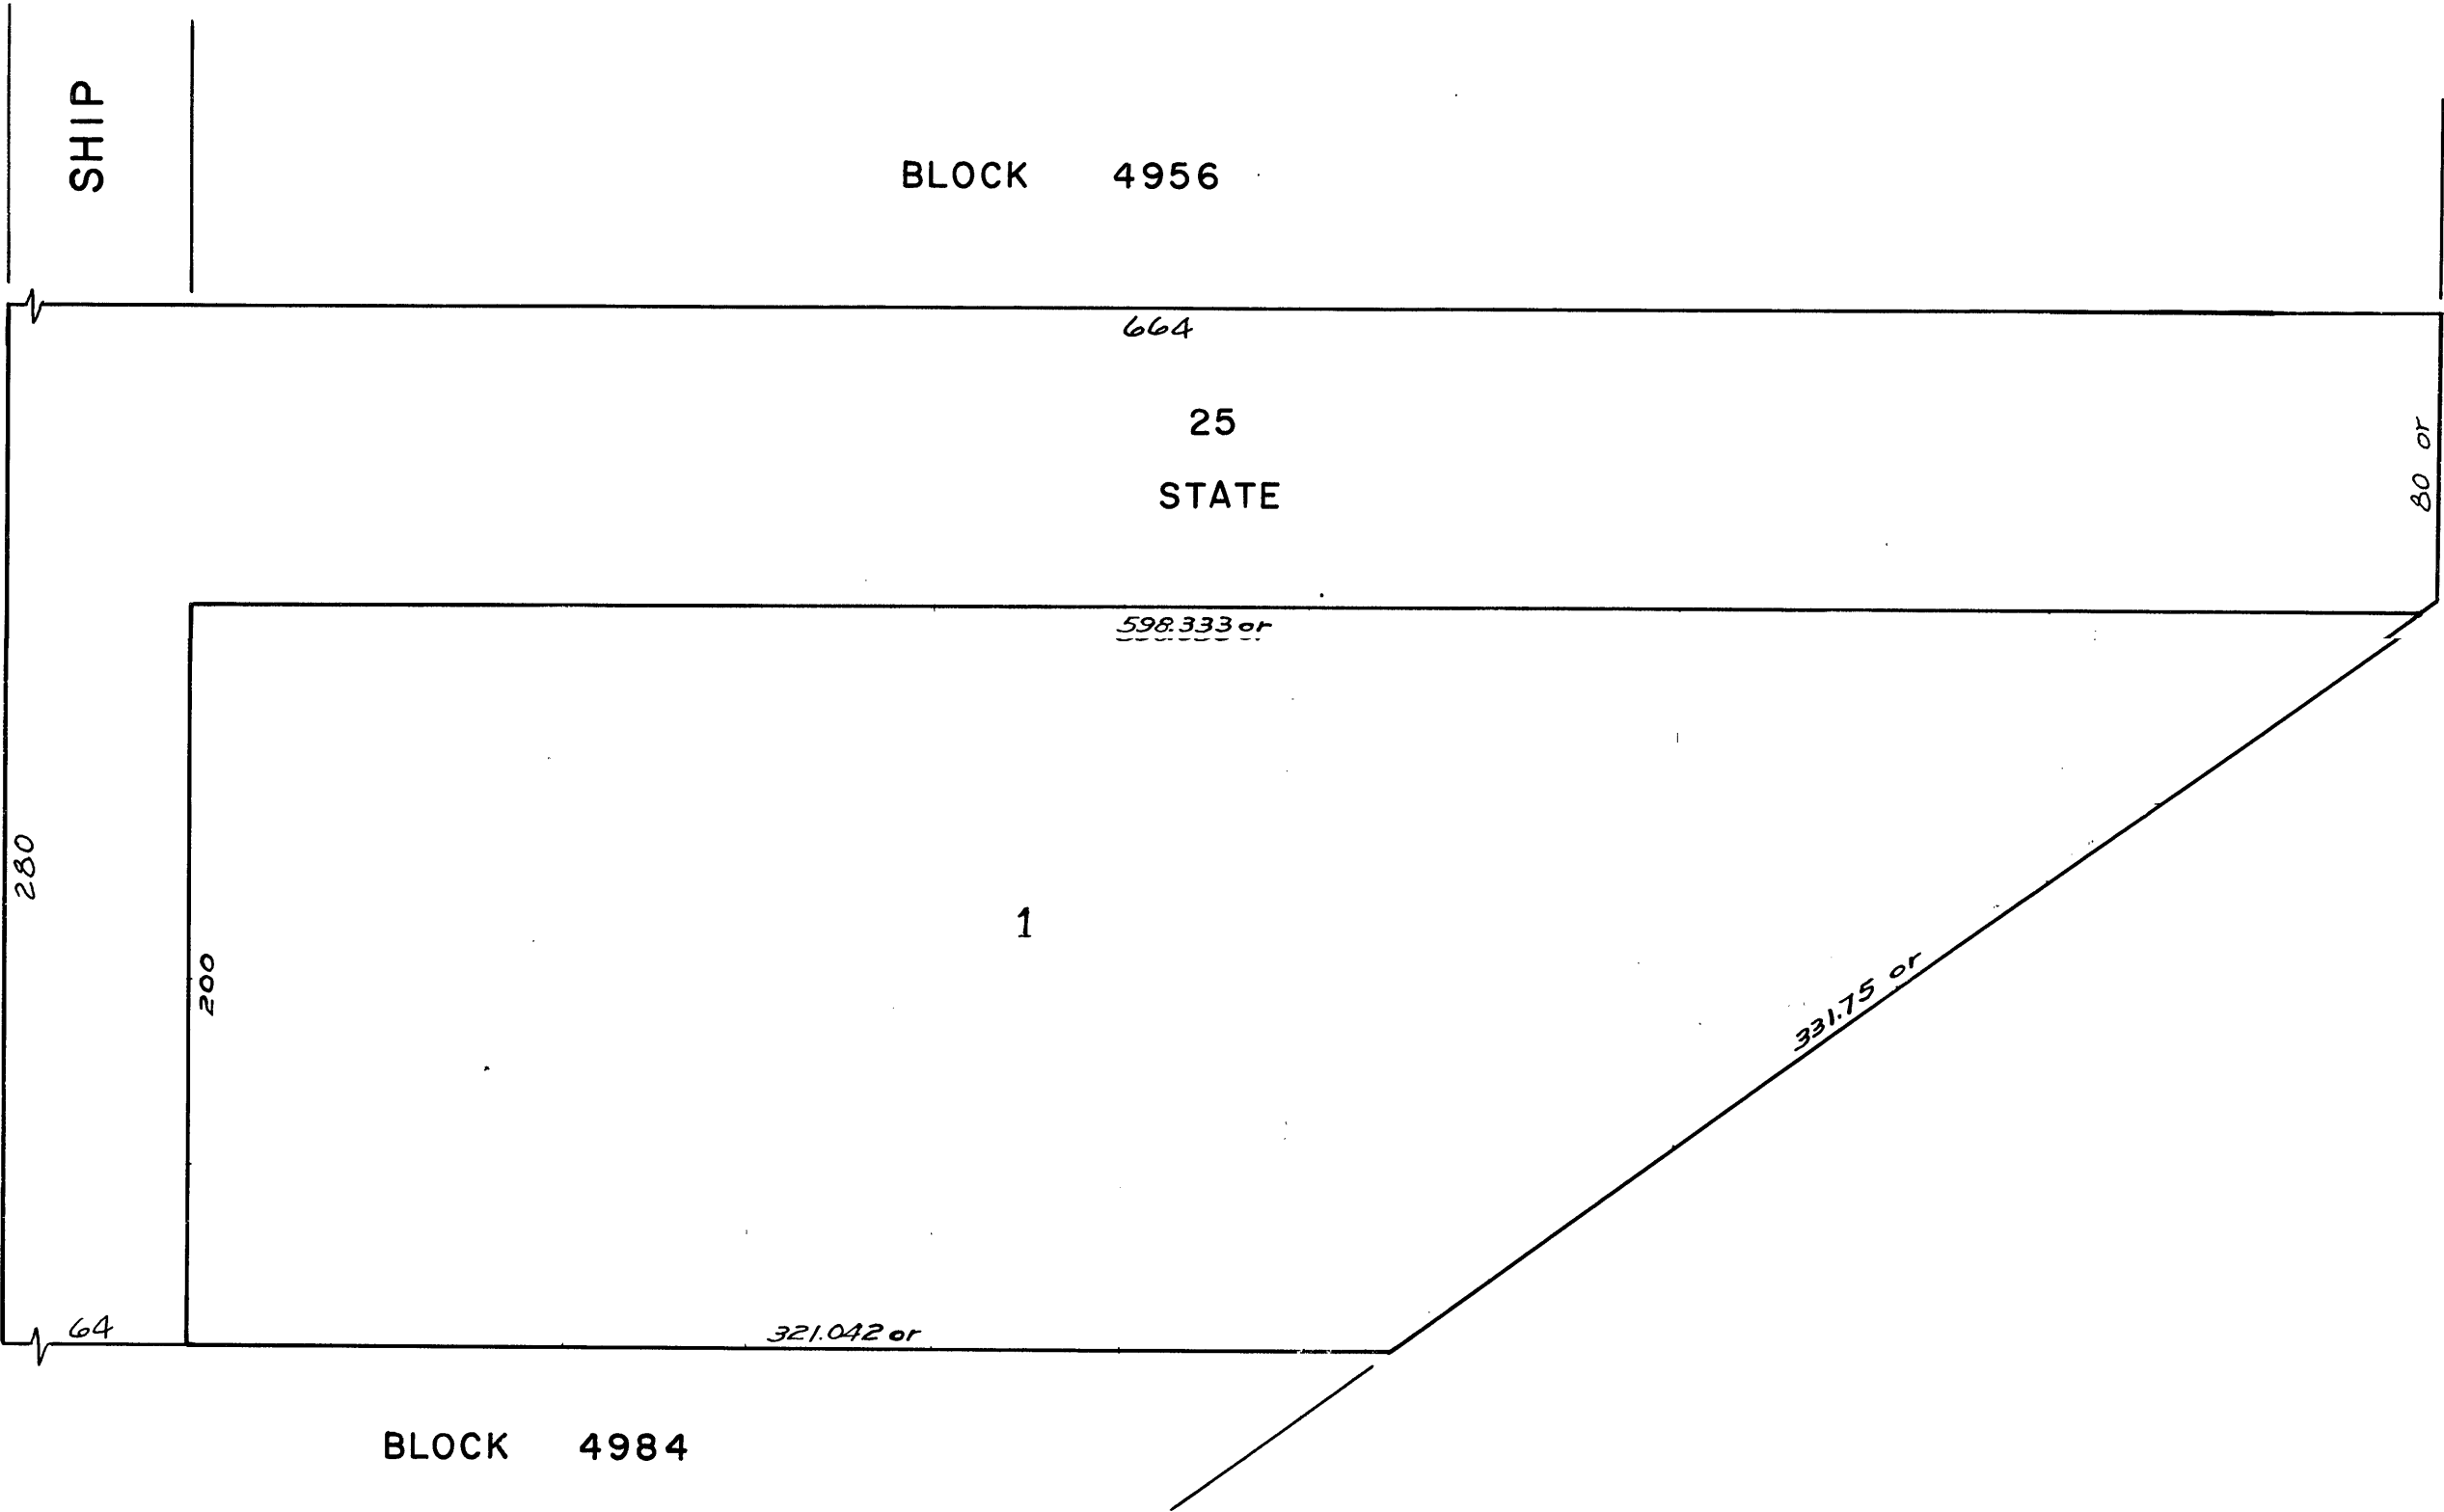 SHIP
BLOCK 4956
664
25
STATE
80 or
598.333 or
280
1
200
331.75 or
64
321.042 or
BLOCK 4984